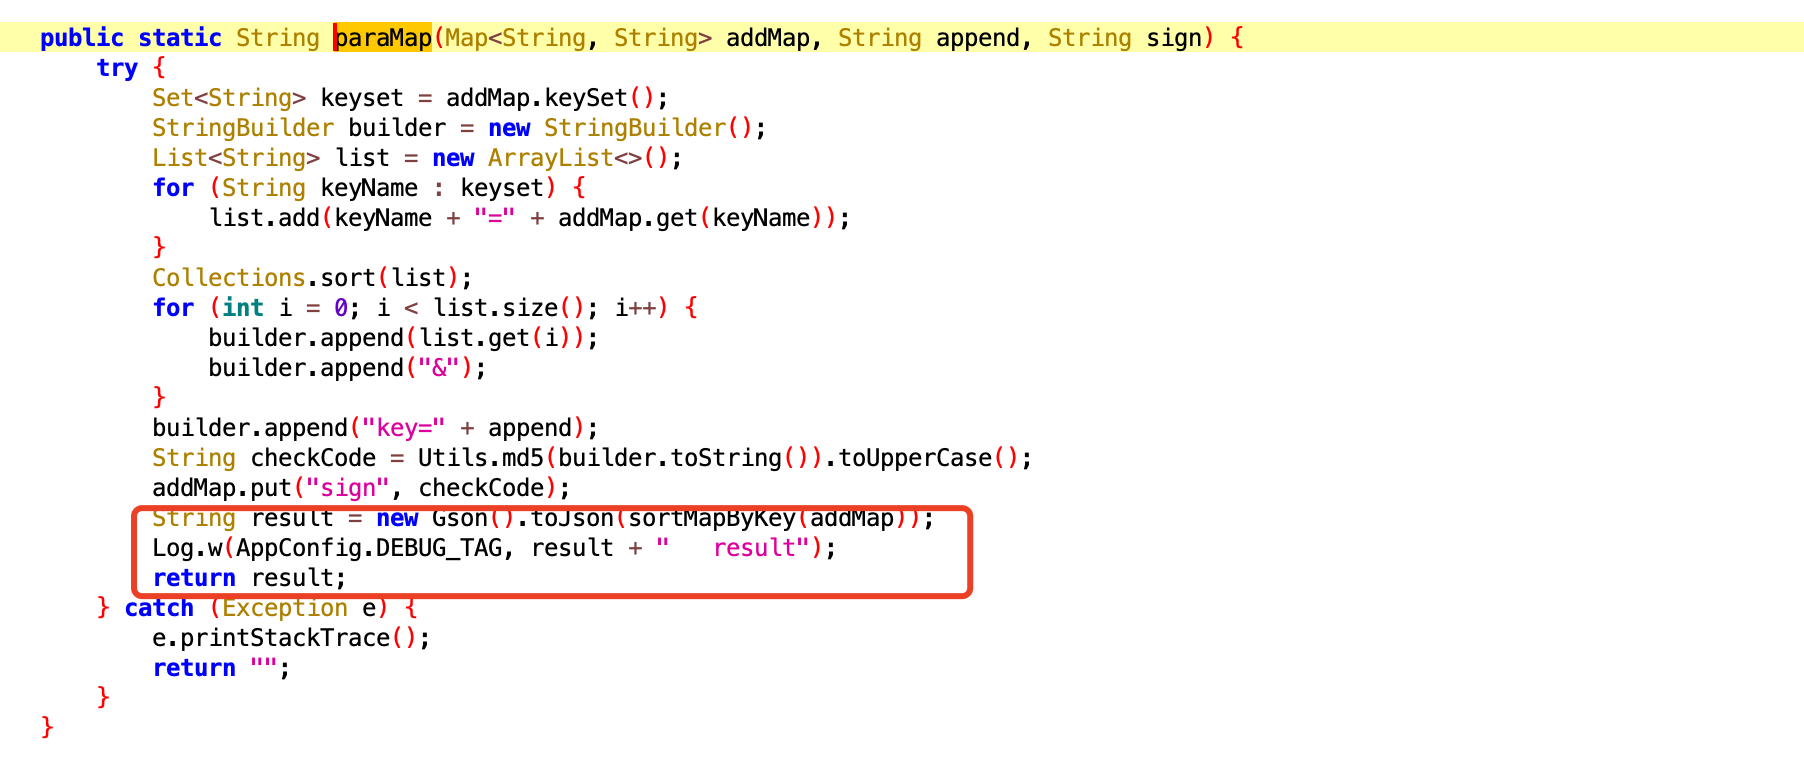 public static String paraMap(Map<String, String> addMap, String append, String sign) {
    try {
        Set<String> keyset = addMap.keySet();
        StringBuilder builder = new StringBuilder();
        List<String> list = new ArrayList<>();
        for (String keyName : keyset) {
            list.add(keyName + "=" + addMap.get(keyName));
        }
        Collections.sort(list);
        for (int i = 0; i < list.size(); i++) {
            builder.append(list.get(i));
            builder.append("&");
        }
        builder.append("key=" + append);
        String checkCode = Utils.md5(builder.toString()).toUpperCase();
        addMap.put("sign", checkCode);
        String result = new Gson().toJson(sortMapByKey(addMap));
        Log.w(AppConfig.DEBUG_TAG, result + "   result");
        return result;
    } catch (Exception e) {
        e.printStackTrace();
        return "";
    }
}